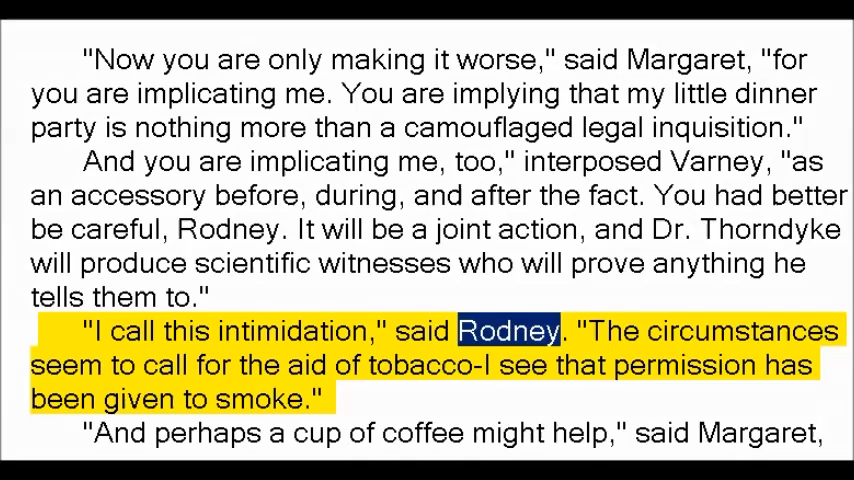 "Now you are only making it worse," said Margaret, "for
you are implicating me. You are implying that my little dinner
party is nothing more than a camouflaged legal inquisition."
And you are implicating me, too," interposed Varney, "as
an accessory before, during, and after the fact. You had better
be careful, Rodney. It will be a joint action, and Dr. Thorndyke
will produce scientific witnesses who will prove anything he
tells them to."
"I call this intimidation," said Rodney. "The circumstances
seem to call for the aid of tobacco-I see that permission has
been given to smoke."
"And perhaps a cup of coffee might help," said Margaret,